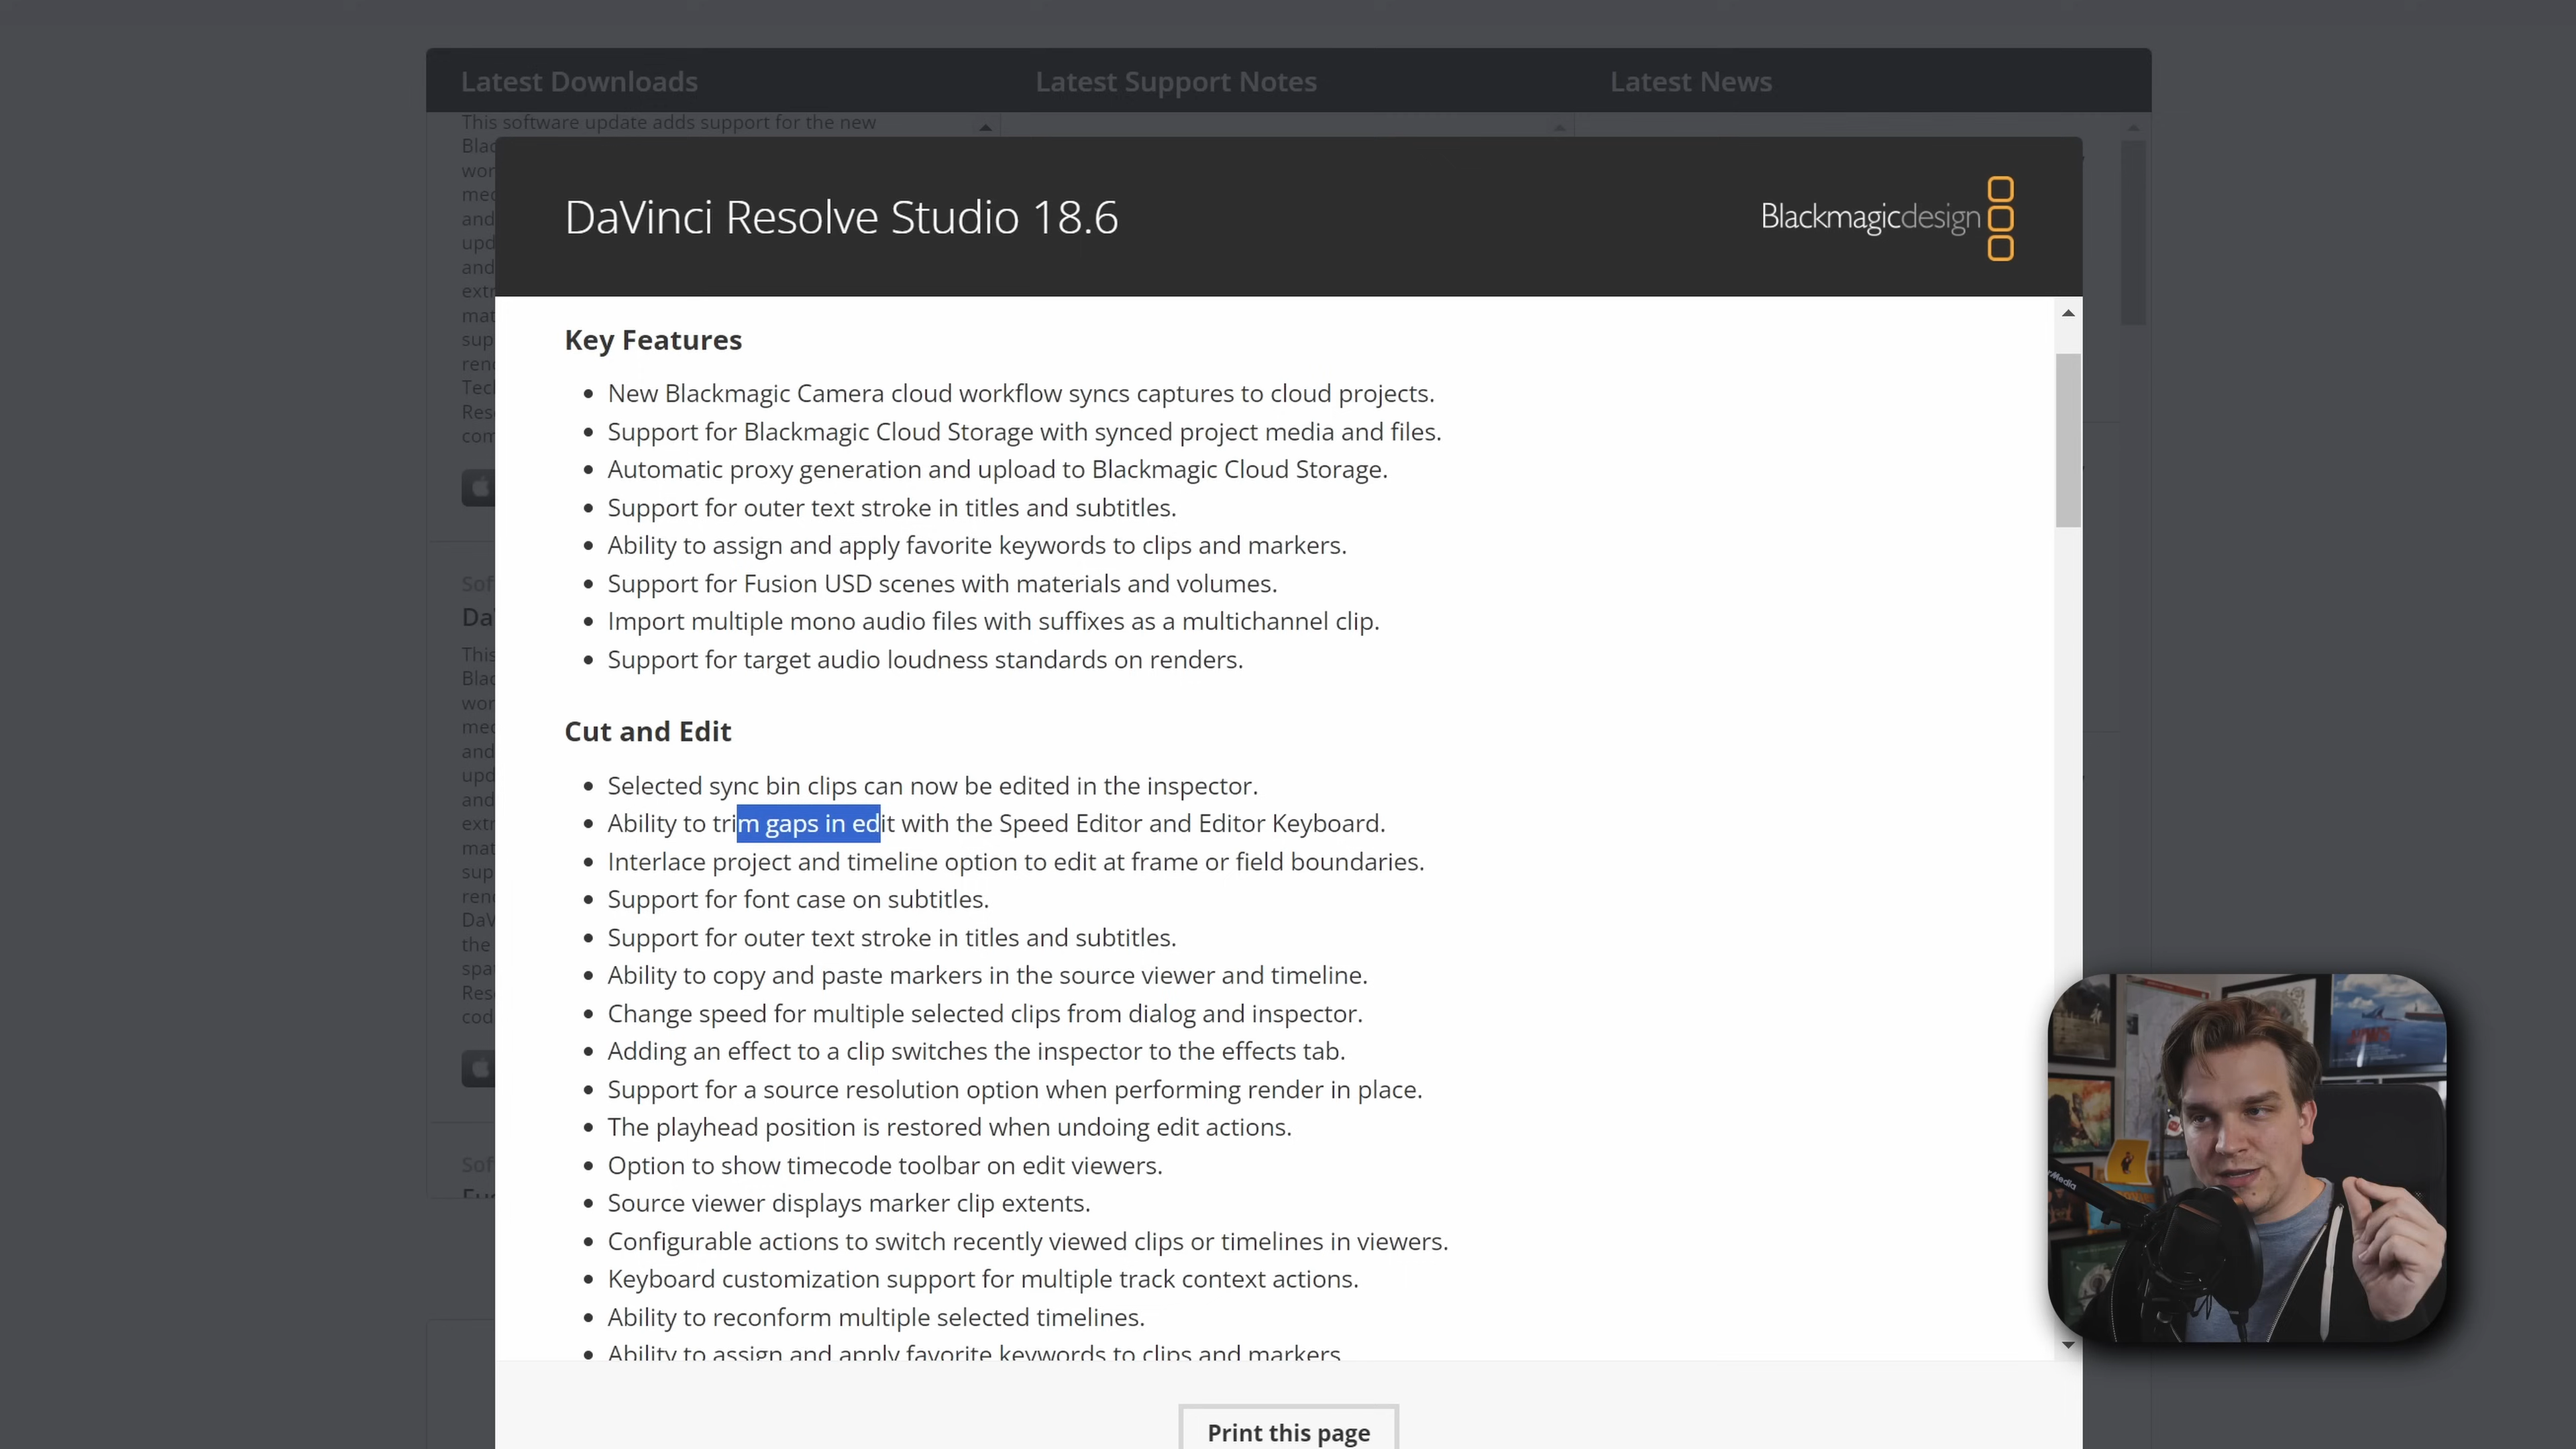 Latest Downloads
Latest Support Notes
Latest News
This software update adds support for the new
DaVinci Resolve Studio 18.6
Blackmagicdesign
Key Features
• New Blackmagic Camera cloud workflow syncs captures to cloud projects.
• Support for Blackmagic Cloud Storage with synced project media and files.
• Automatic proxy generation and upload to Blackmagic Cloud Storage.
• Support for outer text stroke in titles and subtitles.
• Ability to assign and apply favorite keywords to clips and markers.
• Support for Fusion USD scenes with materials and volumes.
• Import multiple mono audio files with suffixes as a multichannel clip.
• Support for target audio loudness standards on renders.
Cut and Edit
• Selected sync bin clips can now be edited in the inspector.
• Ability to trim gaps in edit with the Speed Editor and Editor Keyboard.
• Interlace project and timeline option to edit at frame or field boundaries.
• Support for font case on subtitles.
• Support for outer text stroke in titles and subtitles.
• Ability to copy and paste markers in the source viewer and timeline.
• Change speed for multiple selected clips from dialog and inspector.
• Adding an effect to a clip switches the inspector to the effects tab.
• Support for a source resolution option when performing render in place.
• The playhead position is restored when undoing edit actions.
• Option to show timecode toolbar on edit viewers.
• Source viewer displays marker clip extents.
• Configurable actions to switch recently viewed clips or timelines in viewers.
• Keyboard customization support for multiple track context actions.
• Ability to reconform multiple selected timelines.
• Ability to assign and apply favorite keywords to clips and markers
Print this page